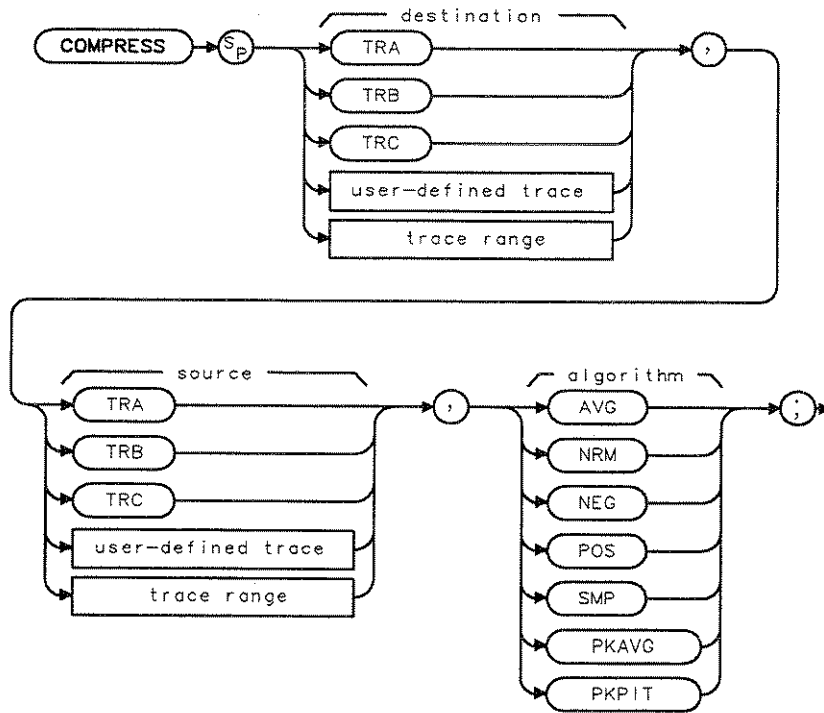 destination
COMPRESS SP TRA ,
TRB
TRC
user-defined trace
trace range
source
TRA ,
TRB
TRC
user-defined trace
trace range
algorithm
AVG ;
NRM
NEG
POS
SMP
PKAVG
PKPIT